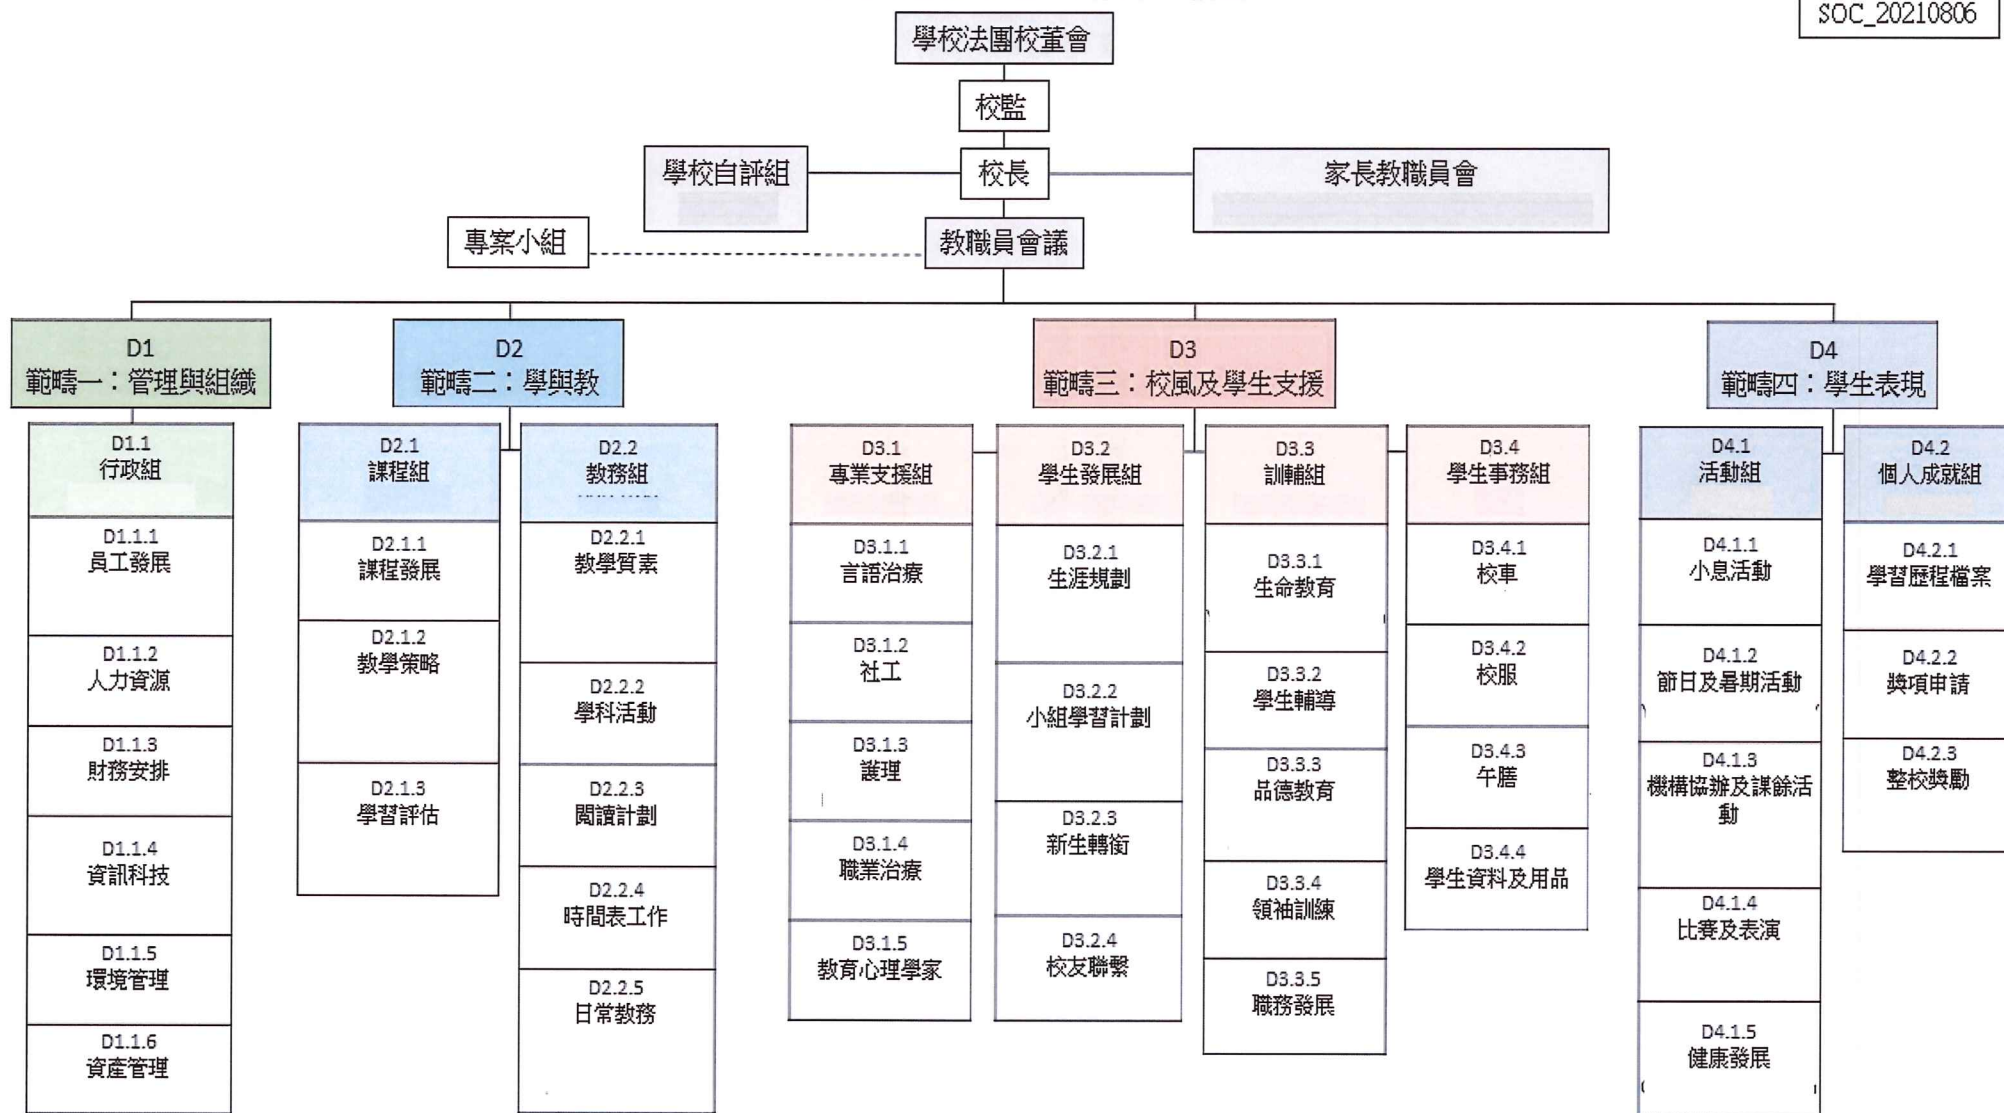 SOC_20210806
學校法團校董會
校監
學校自評組
校長
家長教職員會
專案小組
教職員會議
D1
範疇一：管理與組織
D2
範疇二：學與教
D3
範疇三：校風及學生支援
D4
範疇四：學生表現
D1.1
行政組
D1.1.1
員工發展
D1.1.2
人力資源
D1.1.3
財務安排
D1.1.4
資訊科技
D1.1.5
環境管理
D1.1.6
資產管理
D2.1
課程組
D2.1.1
課程發展
D2.1.2
教學策略
D2.1.3
學習評估
D2.2
教務組
D2.2.1
教學質素
D2.2.2
學科活動
D2.2.3
閱讀計劃
D2.2.4
時間表工作
D2.2.5
日常教務
D3.1
專業支援組
D3.1.1
言語治療
D3.1.2
社工
D3.1.3
護理
D3.1.4
職業治療
D3.1.5
教育心理學家
D3.2
學生發展組
D3.2.1
生涯規劃
D3.2.2
小組學習計劃
D3.2.3
新生轉銜
D3.2.4
校友聯繫
D3.3
訓輔組
D3.3.1
生命教育
D3.3.2
學生輔導
D3.3.3
品德教育
D3.3.4
領袖訓練
D3.3.5
職務發展
D3.4
學生事務組
D3.4.1
校車
D3.4.2
校服
D3.4.3
午膳
D3.4.4
學生資料及用品
D4.1
活動組
D4.1.1
小息活動
D4.1.2
節日及暑期活動
D4.1.3
機構協辦及課餘活
動
D4.1.4
比賽及表演
D4.1.5
健康發展
D4.2
個人成就組
D4.2.1
學習歷程檔案
D4.2.2
獎項申請
D4.2.3
整校獎勵